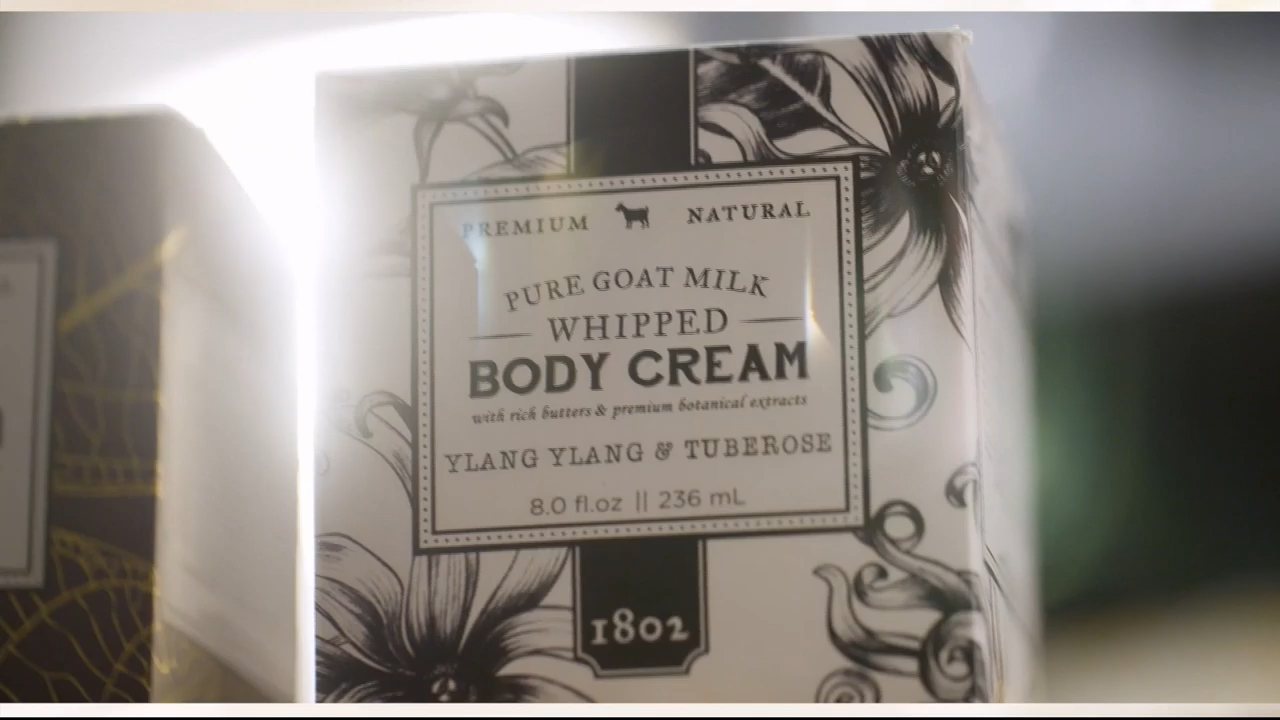 PREMIUM NATURAL
PURE GOAT MILK
WHIPPED
BODY CREAM
with rich butters & premium botanical extracts
YLANG YLANG & TUBEROSE
8.0 fl.oz || 236 mL
1802